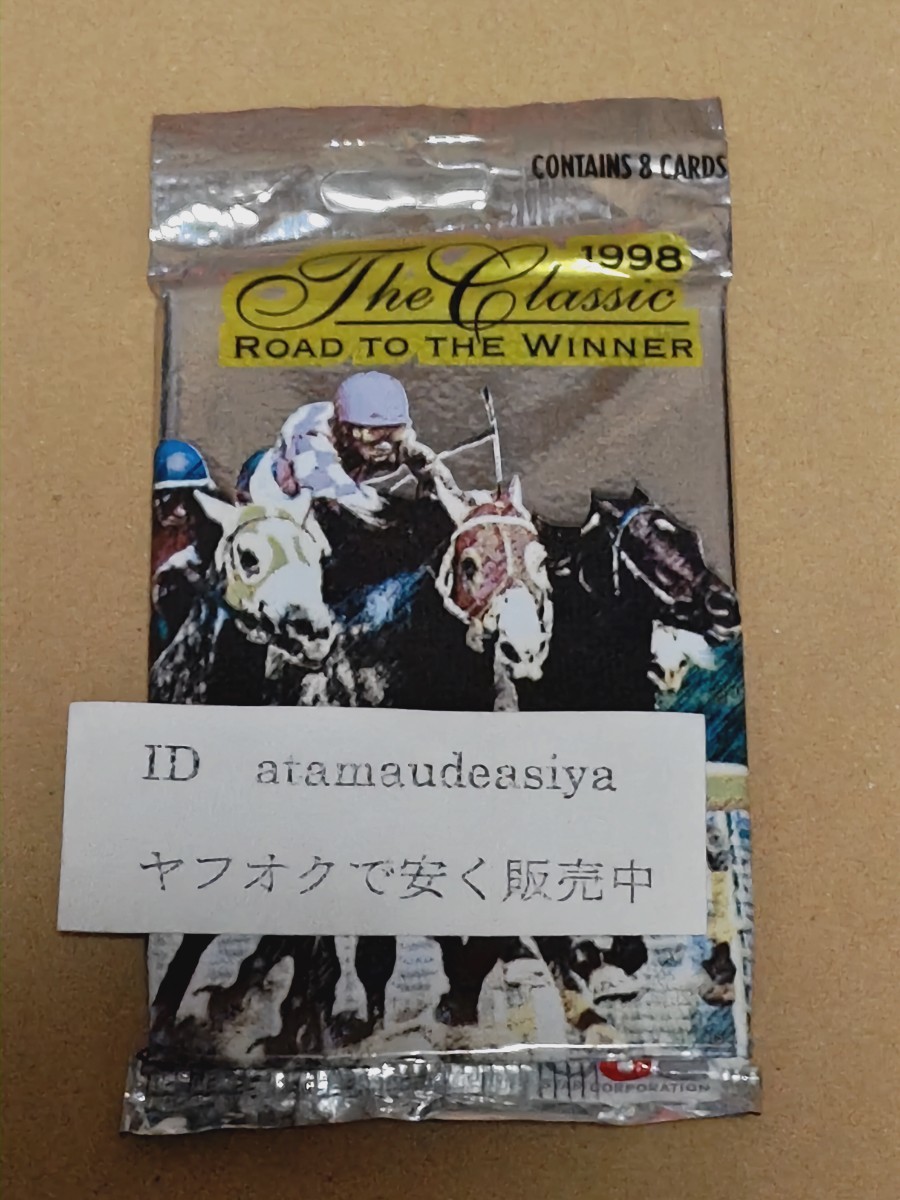 CONTAINS 8 CARDS
1998
The Classic
ROAD TO THE WINNER
ID atamaudeasiya
ヤフオクで安く販売中
CORPORATION